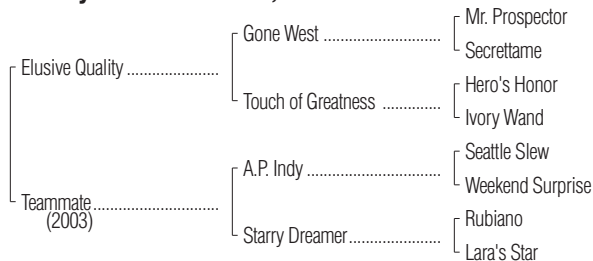 Mr. Prospector
Gone West
Secrettame
Elusive Quality
Hero's Honor
Touch of Greatness
Ivory Wand
Seattle Slew
A.P. Indy
Weekend Surprise
Teammate
(2003)
Rubiano
Starry Dreamer
Lara's Star